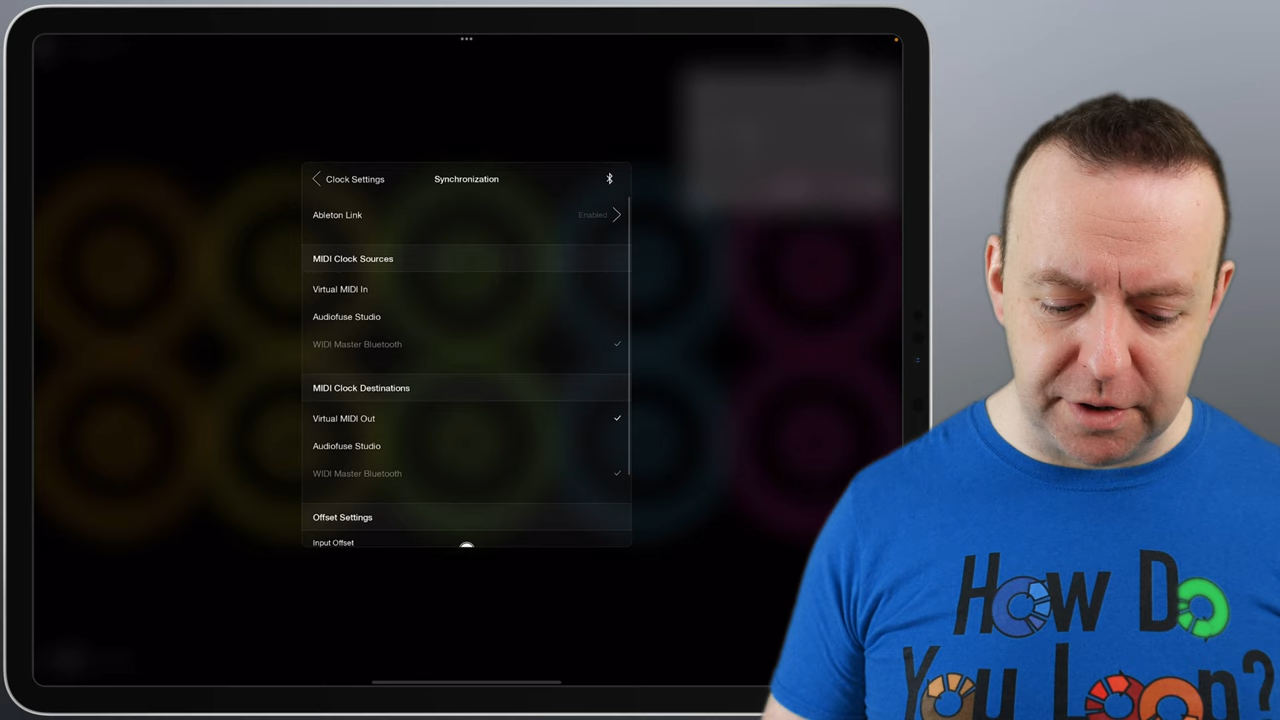 Clock Settings
Synchronization
Ableton Link
Enabled
MIDI Clock Sources
Virtual MIDI In
Audiofuse Studio
WIDI Master Bluetooth
MIDI Clock Destinations
Virtual MIDI Out
Audiofuse Studio
WIDI Master Bluetooth
Offset Settings
Input Offset
How Do
You Loop?